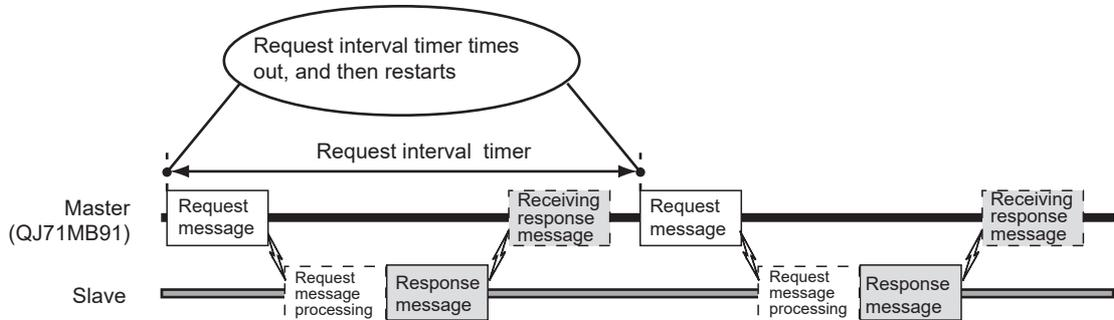 Request interval timer times
out, and then restarts
Request interval timer
Master
(QJ71MB91)
Request
message
Receiving
response
message
Request
message
Receiving
response
message
Slave
Request
message
processing
Response
message
Request
message
processing
Response
message